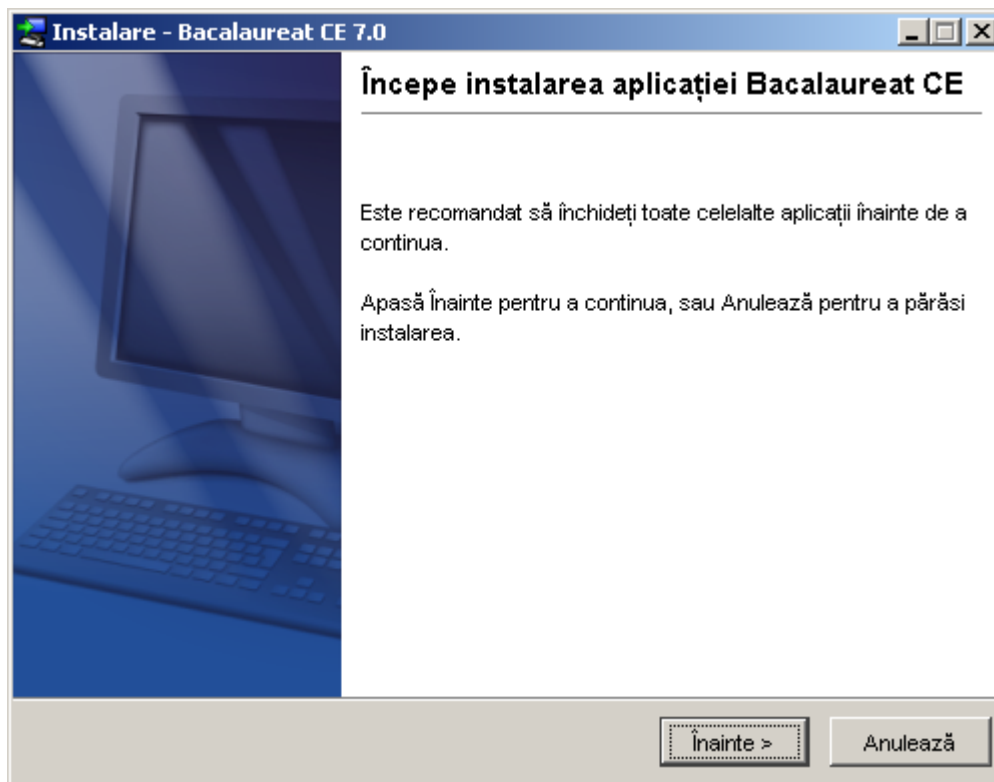 Instalare - Bacalaureat CE 7.0
Începe instalarea aplicației Bacalaureat CE
Este recomandat să închideți toate celelalte aplicații înainte de a
continua.
Apasă Înainte pentru a continua, sau Anulează pentru a părăsi
instalarea.
Înainte >
Anulează